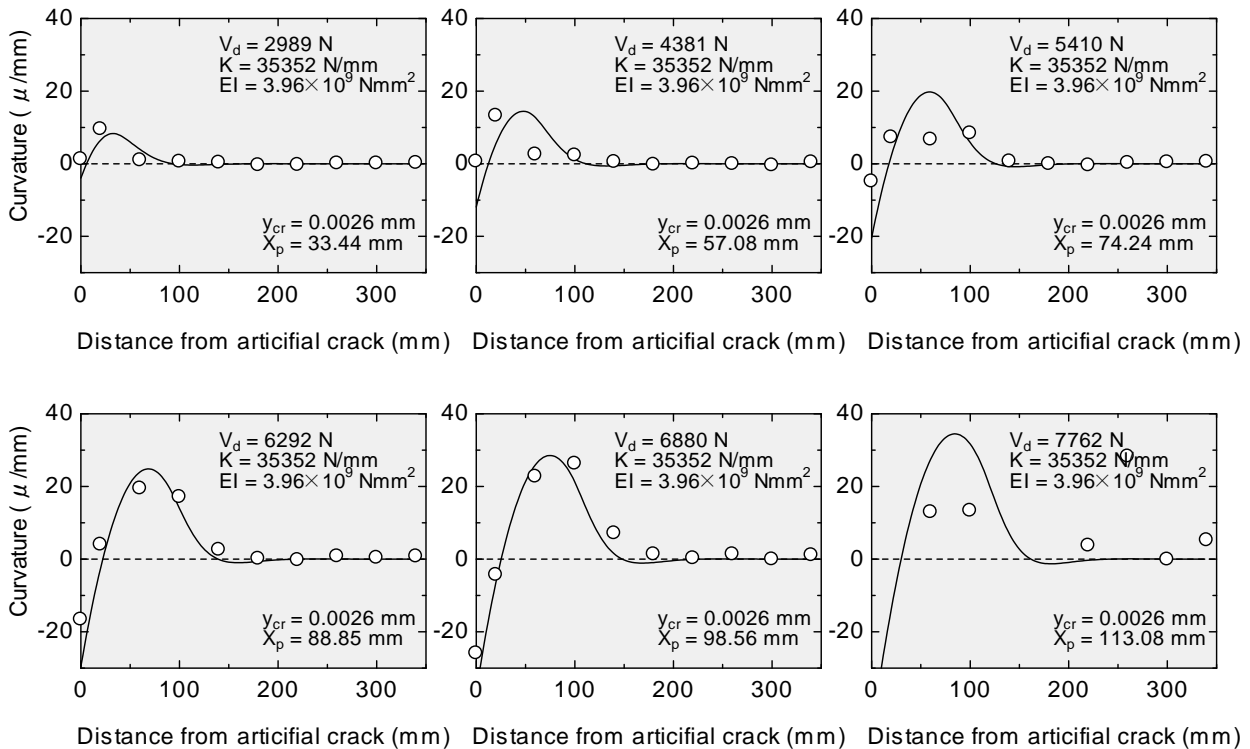 Curvature ( μ /mm)
40
20
0
-20
V_d = 2989 N
K = 35352 N/mm
EI = 3.96×10^9 Nmm^2
y_cr = 0.0026 mm
X_p = 33.44 mm
0 100 200 300
Distance from articifial crack (mm)
40
20
0
-20
V_d = 4381 N
K = 35352 N/mm
EI = 3.96×10^9 Nmm^2
y_cr = 0.0026 mm
X_p = 57.08 mm
0 100 200 300
Distance from articifial crack (mm)
40
20
0
-20
V_d = 5410 N
K = 35352 N/mm
EI = 3.96×10^9 Nmm^2
y_cr = 0.0026 mm
X_p = 74.24 mm
0 100 200 300
Distance from articifial crack (mm)
Curvature ( μ /mm)
40
20
0
-20
V_d = 6292 N
K = 35352 N/mm
EI = 3.96×10^9 Nmm^2
y_cr = 0.0026 mm
X_p = 88.85 mm
0 100 200 300
Distance from articifial crack (mm)
40
20
0
-20
V_d = 6880 N
K = 35352 N/mm
EI = 3.96×10^9 Nmm^2
y_cr = 0.0026 mm
X_p = 98.56 mm
0 100 200 300
Distance from articifial crack (mm)
40
20
0
-20
V_d = 7762 N
K = 35352 N/mm
EI = 3.96×10^9 Nmm^2
y_cr = 0.0026 mm
X_p = 113.08 mm
0 100 200 300
Distance from articifial crack (mm)